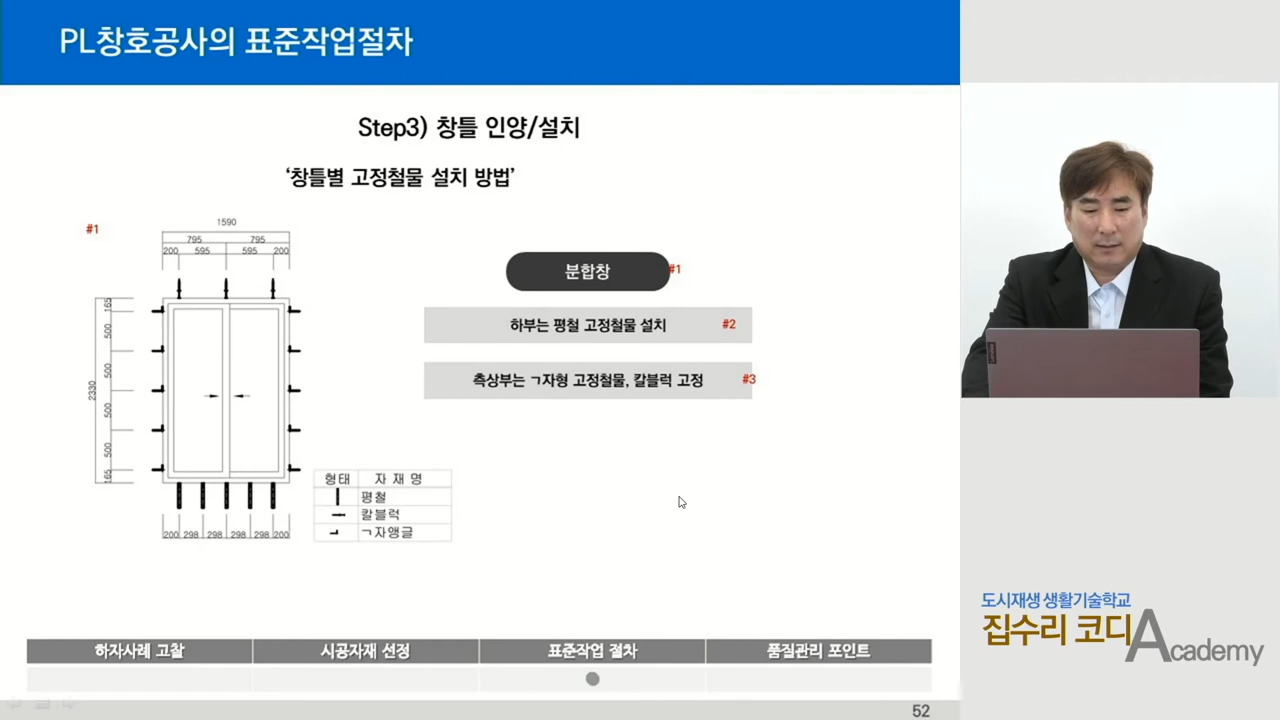 PL창호공사의 표준작업절차
Step3) 창틀 인양/설치
‘창틀별 고정철물 설치 방법’
#1
1590
795 795
200 595 595 200
165
500
500
500
500
165
2330
200 298 298 298 298 200
형태 자 재 명
평철
칼블럭
ㄱ자앵글
분합창 #1
하부는 평철 고정철물 설치 #2
측상부는 ㄱ자형 고정철물, 칼블럭 고정 #3
하자사례 고찰 시공자재 선정 표준작업 절차 품질관리 포인트
52
Lenovo
도시재생 생활기술학교
집수리 코디 Academy